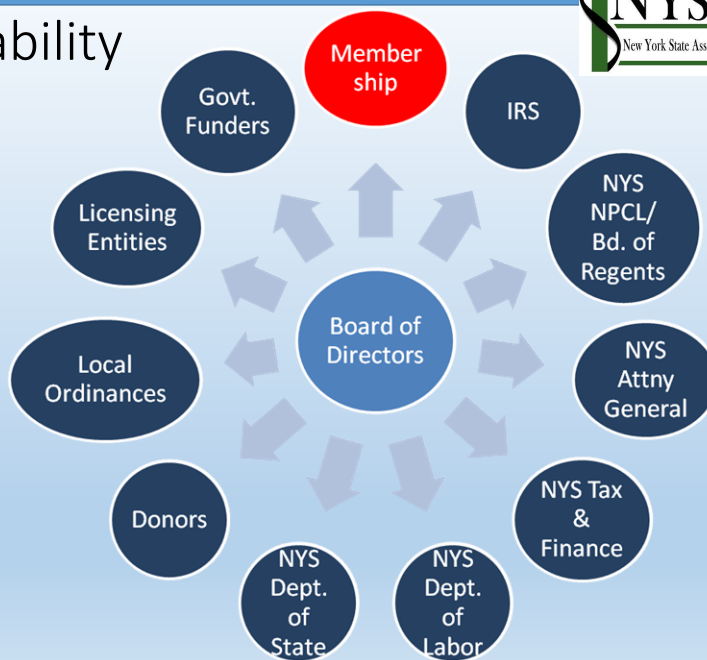 ability
NYS
New York State Ass
Member
ship
Govt.
Funders
IRS
NYS
NPCL/
Bd. of
Regents
Licensing
Entities
Board of
Directors
NYS
Attny
General
Local
Ordinances
NYS Tax
&
Finance
Donors
NYS
Dept.
of
Labor
NYS
Dept.
of
State